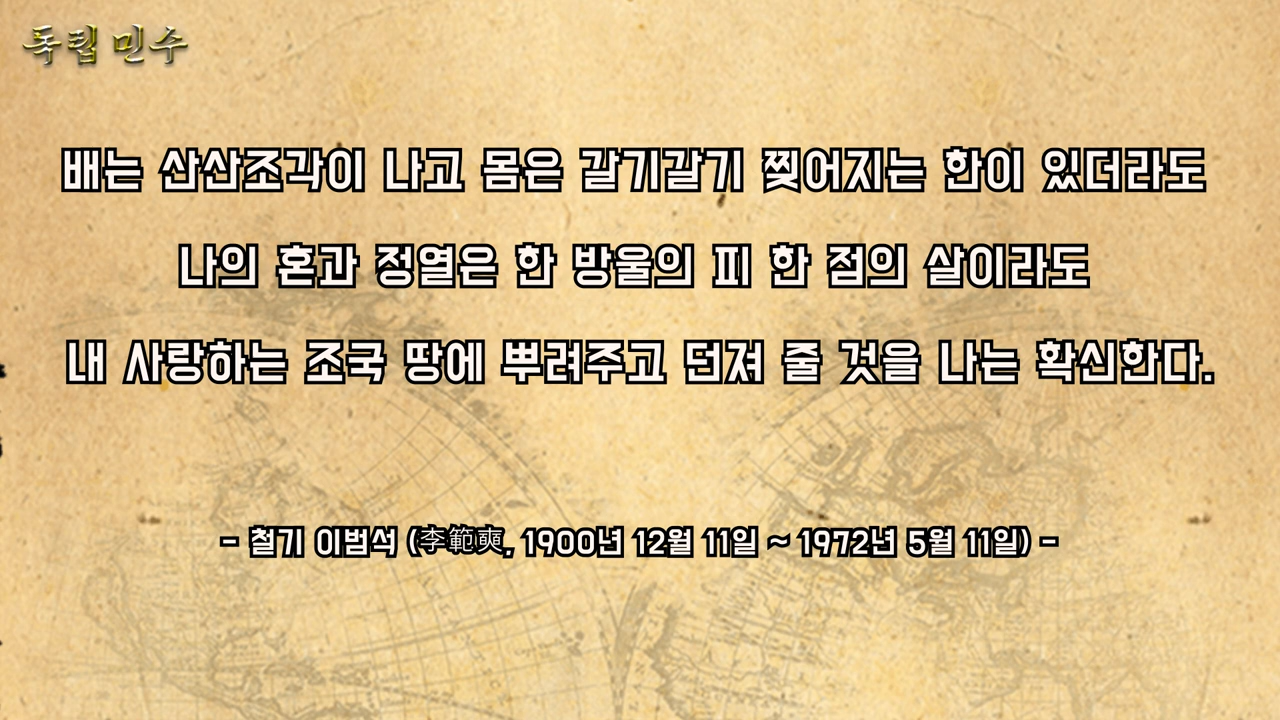 독립 민수
배는 산산조각이 나고 몸은 갈기갈기 찢어지는 한이 있더라도
나의 혼과 정열은 한 방울의 피 한 점의 살이라도
내 사랑하는 조국 땅에 뿌려주고 던져 줄 것을 나는 확신한다.
- 철기 이범석 (李範奭, 1900년 12월 11일 ~ 1972년 5월 11일) -